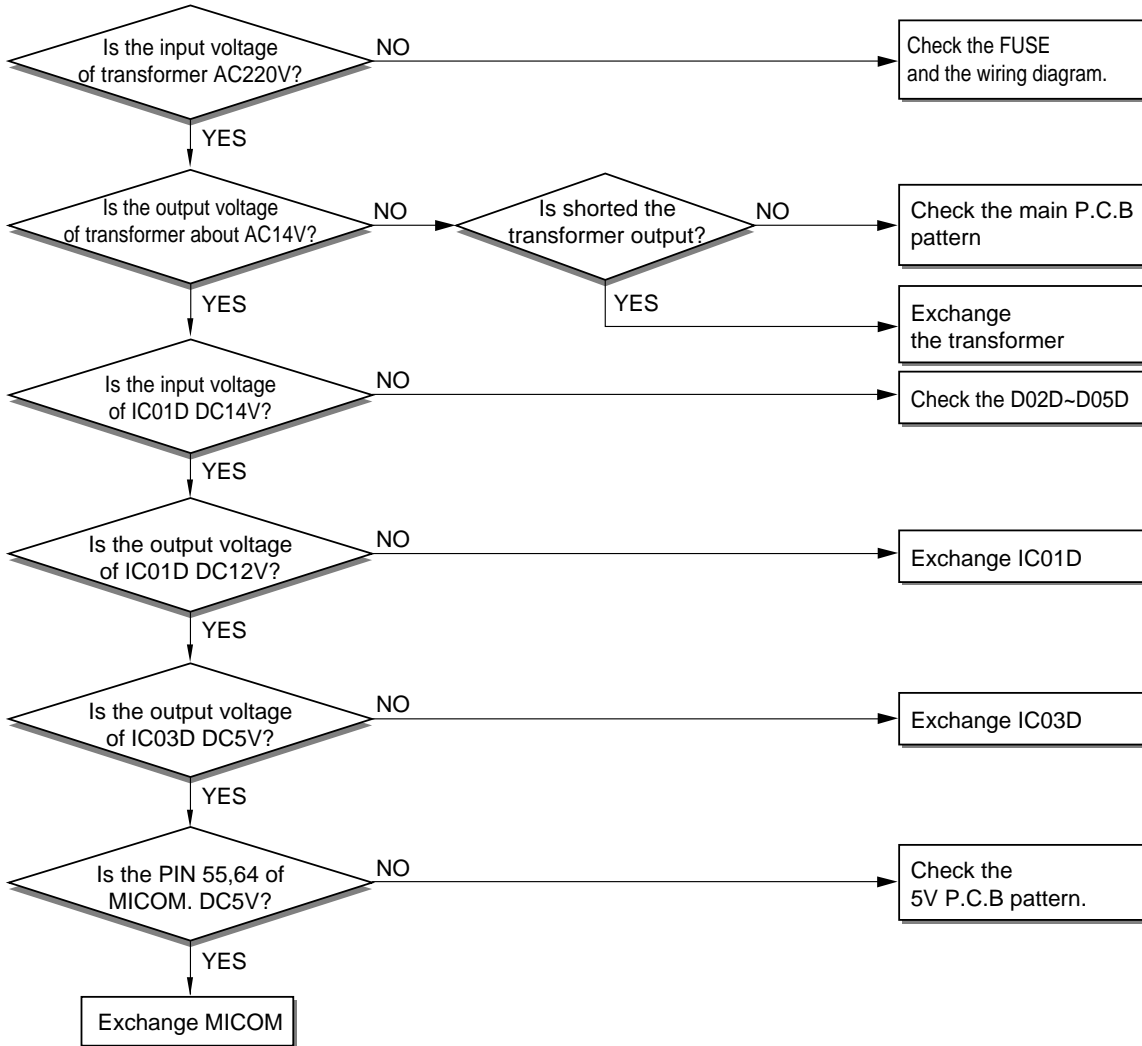 Is the input voltage
of transformer AC220V?
NO
Check the FUSE
and the wiring diagram.
YES
Is the output voltage
of transformer about AC14V?
NO
Is shorted the
transformer output?
NO
Check the main P.C.B
pattern
YES
YES
Exchange
the transformer
Is the input voltage
of IC01D DC14V?
NO
Check the D02D~D05D
YES
Is the output voltage
of IC01D DC12V?
NO
Exchange IC01D
YES
Is the output voltage
of IC03D DC5V?
NO
Exchange IC03D
YES
Is the PIN 55,64 of
MICOM. DC5V?
NO
Check the
5V P.C.B pattern.
YES
Exchange MICOM